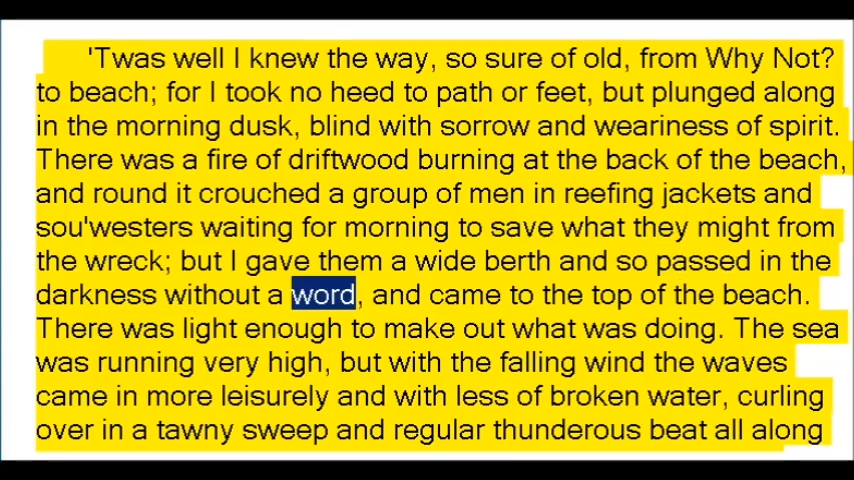 'Twas well I knew the way, so sure of old, from Why Not?
to beach; for I took no heed to path or feet, but plunged along
in the morning dusk, blind with sorrow and weariness of spirit.
There was a fire of driftwood burning at the back of the beach,
and round it crouched a group of men in reefing jackets and
sou'westers waiting for morning to save what they might from
the wreck; but I gave them a wide berth and so passed in the
darkness without a word, and came to the top of the beach.
There was light enough to make out what was doing. The sea
was running very high, but with the falling wind the waves
came in more leisurely and with less of broken water, curling
over in a tawny sweep and regular thunderous beat all along